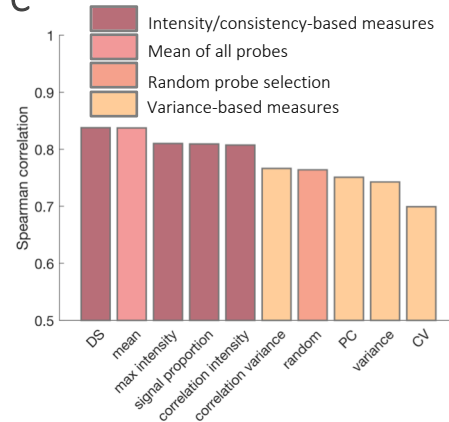 C
Intensity/consistency-based measures
Mean of all probes
Random probe selection
Variance-based measures
Spearman correlation
1
0.9
0.8
0.7
0.6
0.5
DS
mean
max intensity
signal proportion
correlation intensity
correlation variance
random
PC
variance
CV